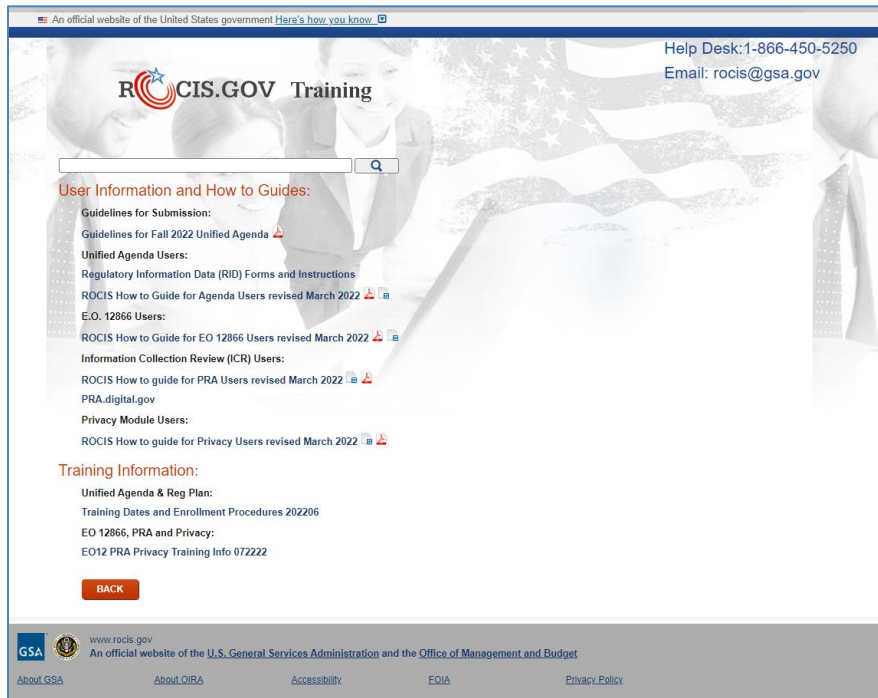 An official website of the United States government Here's how you know
Help Desk:1-866-450-5250
Email: rocis@gsa.gov
ROCIS.GOV Training
User Information and How to Guides:
Guidelines for Submission:
Guidelines for Fall 2022 Unified Agenda
Unified Agenda Users:
Regulatory Information Data (RID) Forms and Instructions
ROCIS How to Guide for Agenda Users revised March 2022
E.O. 12866 Users:
ROCIS How to Guide for EO 12866 Users revised March 2022
Information Collection Review (ICR) Users:
ROCIS How to guide for PRA Users revised March 2022
PRA.digital.gov
Privacy Module Users:
ROCIS How to guide for Privacy Users revised March 2022
Training Information:
Unified Agenda & Reg Plan:
Training Dates and Enrollment Procedures 202206
EO 12866, PRA and Privacy:
EO12 PRA Privacy Training Info 072222
BACK
GSA
www.rocis.gov
An official website of the U.S. General Services Administration and the Office of Management and Budget
About GSA About OIRA Accessibility FOIA Privacy Policy